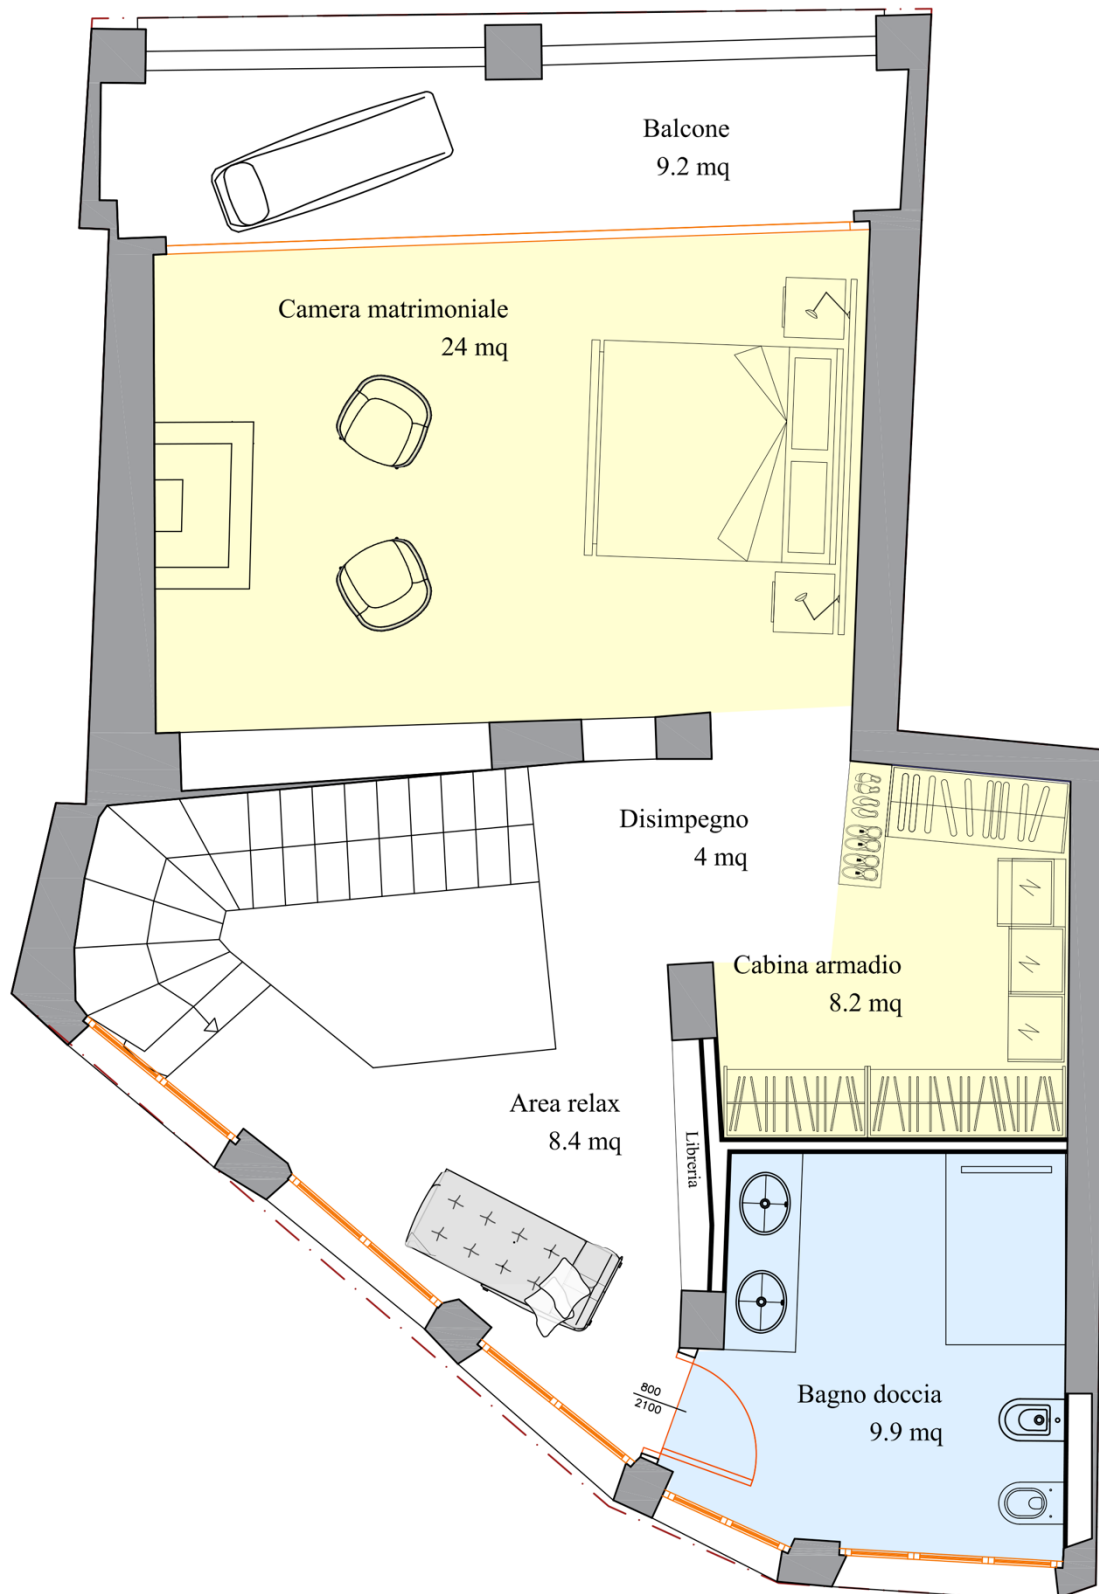 Balcone
9.2 mq
Camera matrimoniale
24 mq
Disimpegno
4 mq
Cabina armadio
8.2 mq
Area relax
8.4 mq
Libreria
800
2100
Bagno doccia
9.9 mq